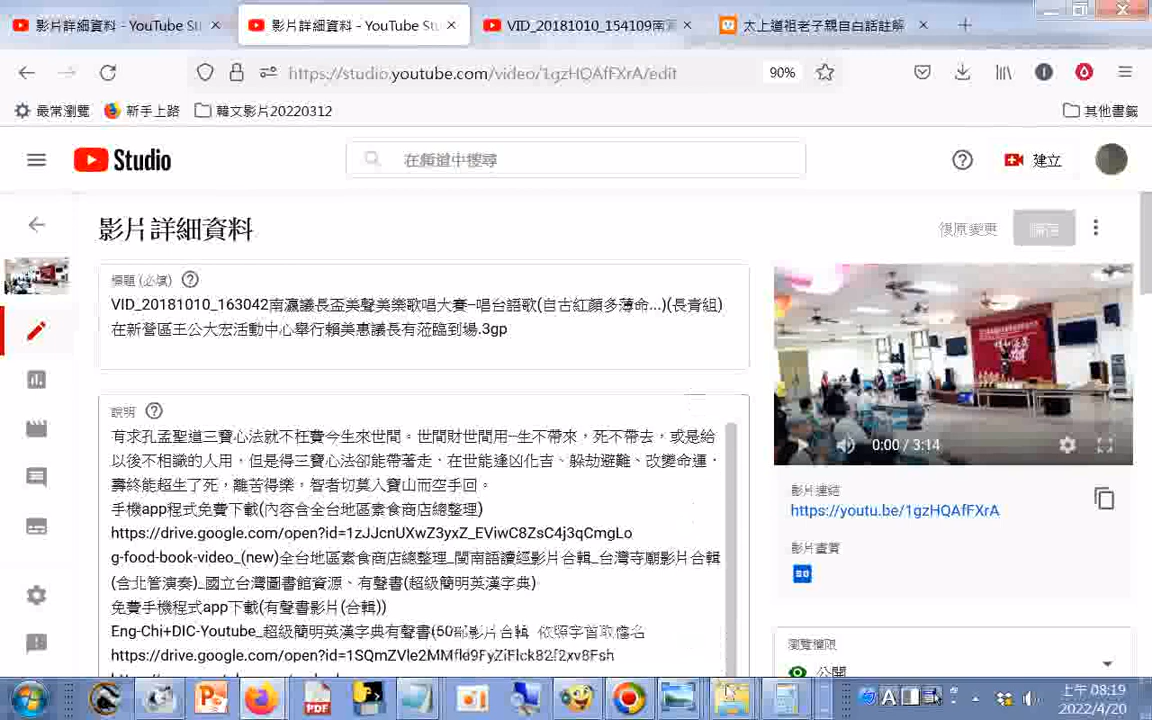 影片詳細資料 - YouTube St
影片詳細資料 - YouTube Stu
VID_20181010_154109南瀛
太上道祖老子親自白話註解
https://studio.youtube.com/video/1gzHQAfFXrA/edit
90%
最常瀏覽
新手上路
韓文影片20220312
其他書籤
Studio
在頻道中搜尋
建立
影片詳細資料
復原變更
儲存
標題 (必填)
VID_20181010_163042南瀛議長盃美聲美樂歌唱大賽—唱台語歌(自古紅顏多薄命...)(長青組)
在新營區王公大宏活動中心舉行賴美惠議長有蒞臨到場.3gp
說明
有求孔孟聖道三寶心法就不枉費今生來世間。世間財世間用一生不帶來，死不帶去，或是給
以後不相識的人用，但是得三寶心法卻能帶著走．在世能逢凶化吉、躲劫避難、改變命運．
壽終能超生了死，離苦得樂，智者切莫入寶山而空手回。
手機app程式免費下載(內容含全台地區素食商店總整理)
https://drive.google.com/open?id=1zJJcnUXwZ3yxZ_EViwC8ZsC4j3qCmgLo
g-food-book-video_(new)全台地區素食商店總整理_閩南語讀經影片合輯_台灣寺廟影片合輯
(含北管演奏)_國立台灣圖書館資源、有聲書(超級簡明英漢字典)
免費手機程式app下載(有聲書影片(合輯))
Eng-Chi+DIC-Youtube_超級簡明英漢字典有聲書(50部影片合輯_依照字首取檔名
https://drive.google.com/open?id=1SQmZVle2MMfld9FyZiFlck82f2xv8Fsh
0:00 / 3:14
影片連結
https://youtu.be/1gzHQAfFXrA
影片畫質
瀏覽權限
公開
上午 08:19
2022/4/20